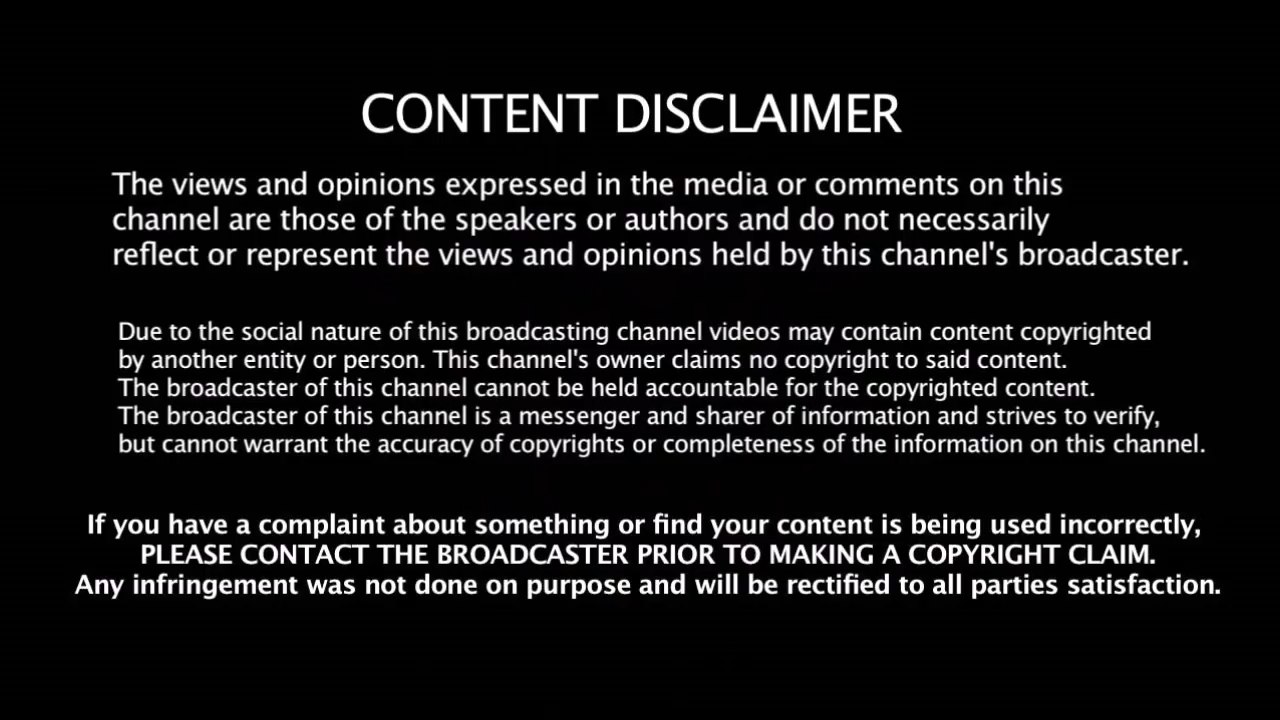 CONTENT DISCLAIMER
The views and opinions expressed in the media or comments on this
channel are those of the speakers or authors and do not necessarily
reflect or represent the views and opinions held by this channel's broadcaster.
Due to the social nature of this broadcasting channel videos may contain content copyrighted
by another entity or person. This channel's owner claims no copyright to said content.
The broadcaster of this channel cannot be held accountable for the copyrighted content.
The broadcaster of this channel is a messenger and sharer of information and strives to verify,
but cannot warrant the accuracy of copyrights or completeness of the information on this channel.
If you have a complaint about something or find your content is being used incorrectly,
PLEASE CONTACT THE BROADCASTER PRIOR TO MAKING A COPYRIGHT CLAIM.
Any infringement was not done on purpose and will be rectified to all parties satisfaction.